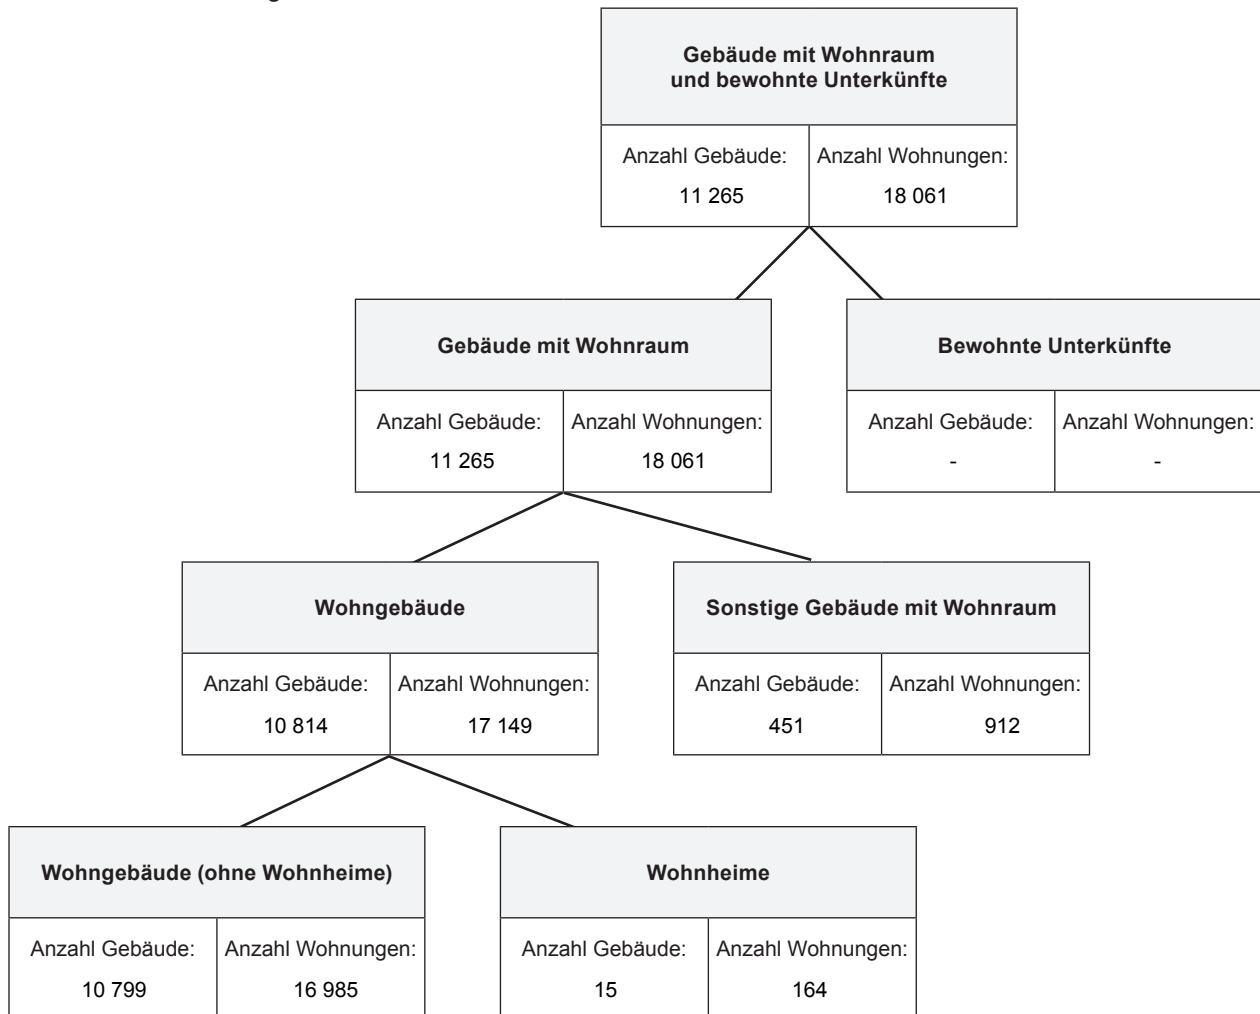 Gebäude mit Wohnraum
und bewohnte Unterkünfte
Anzahl Gebäude: Anzahl Wohnungen:
11 265 18 061
Gebäude mit Wohnraum
Anzahl Gebäude: Anzahl Wohnungen:
11 265 18 061
Bewohnte Unterkünfte
Anzahl Gebäude: Anzahl Wohnungen:
- -
Wohngebäude
Anzahl Gebäude: Anzahl Wohnungen:
10 814 17 149
Sonstige Gebäude mit Wohnraum
Anzahl Gebäude: Anzahl Wohnungen:
451 912
Wohngebäude (ohne Wohnheime)
Anzahl Gebäude: Anzahl Wohnungen:
10 799 16 985
Wohnheime
Anzahl Gebäude: Anzahl Wohnungen:
15 164